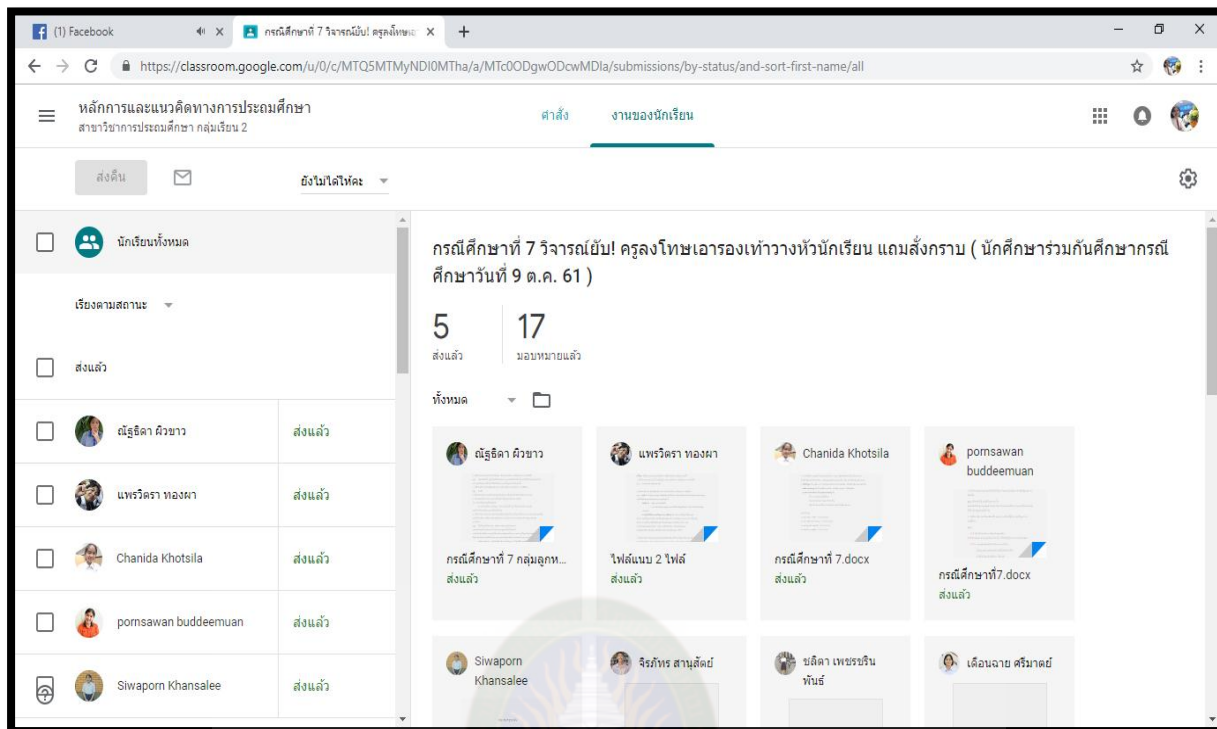 (1) Facebook
กรณีศึกษาที่ 7 วิจารณ์ยับ! ครูลงโทษเอา
https://classroom.google.com/u/0/c/MTQ5MTMyNDI0MTha/a/MTc0ODgwODcwMDla/submissions/by-status/and-sort-first-name/all
หลักการและแนวคิดทางการประถมศึกษา
สาขาวิชาการประถมศึกษา กลุ่มเรียน 2
คำสั่ง
งานของนักเรียน
ส่งคืน
ยังไม่ได้ให้คะ
นักเรียนทั้งหมด
เรียงตามสถานะ
ส่งแล้ว
ณัฐธิดา ผิวขาว ส่งแล้ว
แพรวิตรา ทองผา ส่งแล้ว
Chanida Khotsila ส่งแล้ว
pornsawan buddeemuan ส่งแล้ว
Siwaporn Khansalee ส่งแล้ว
กรณีศึกษาที่ 7 วิจารณ์ยับ! ครูลงโทษเอารองเท้าวางหัวนักเรียน แถมสั่งกราบ ( นักศึกษาร่วมกันศึกษากรณี
ศึกษาวันที่ 9 ต.ค. 61 )
5 17
ส่งแล้ว มอบหมายแล้ว
ทั้งหมด
ณัฐธิดา ผิวขาว
กรณีศึกษาที่ 7 กลุ่มลูกห...
ส่งแล้ว
แพรวิตรา ทองผา
ไฟล์แนบ 2 ไฟล์
ส่งแล้ว
Chanida Khotsila
กรณีศึกษาที่ 7.docx
ส่งแล้ว
pornsawan
buddeemuan
กรณีศึกษาที่7.docx
ส่งแล้ว
Siwaporn
Khansalee
จิรภัทร สานุสัตย์
ชลิดา เพชรชริน
พันธ์
เดือนฉาย ศรีมาตย์